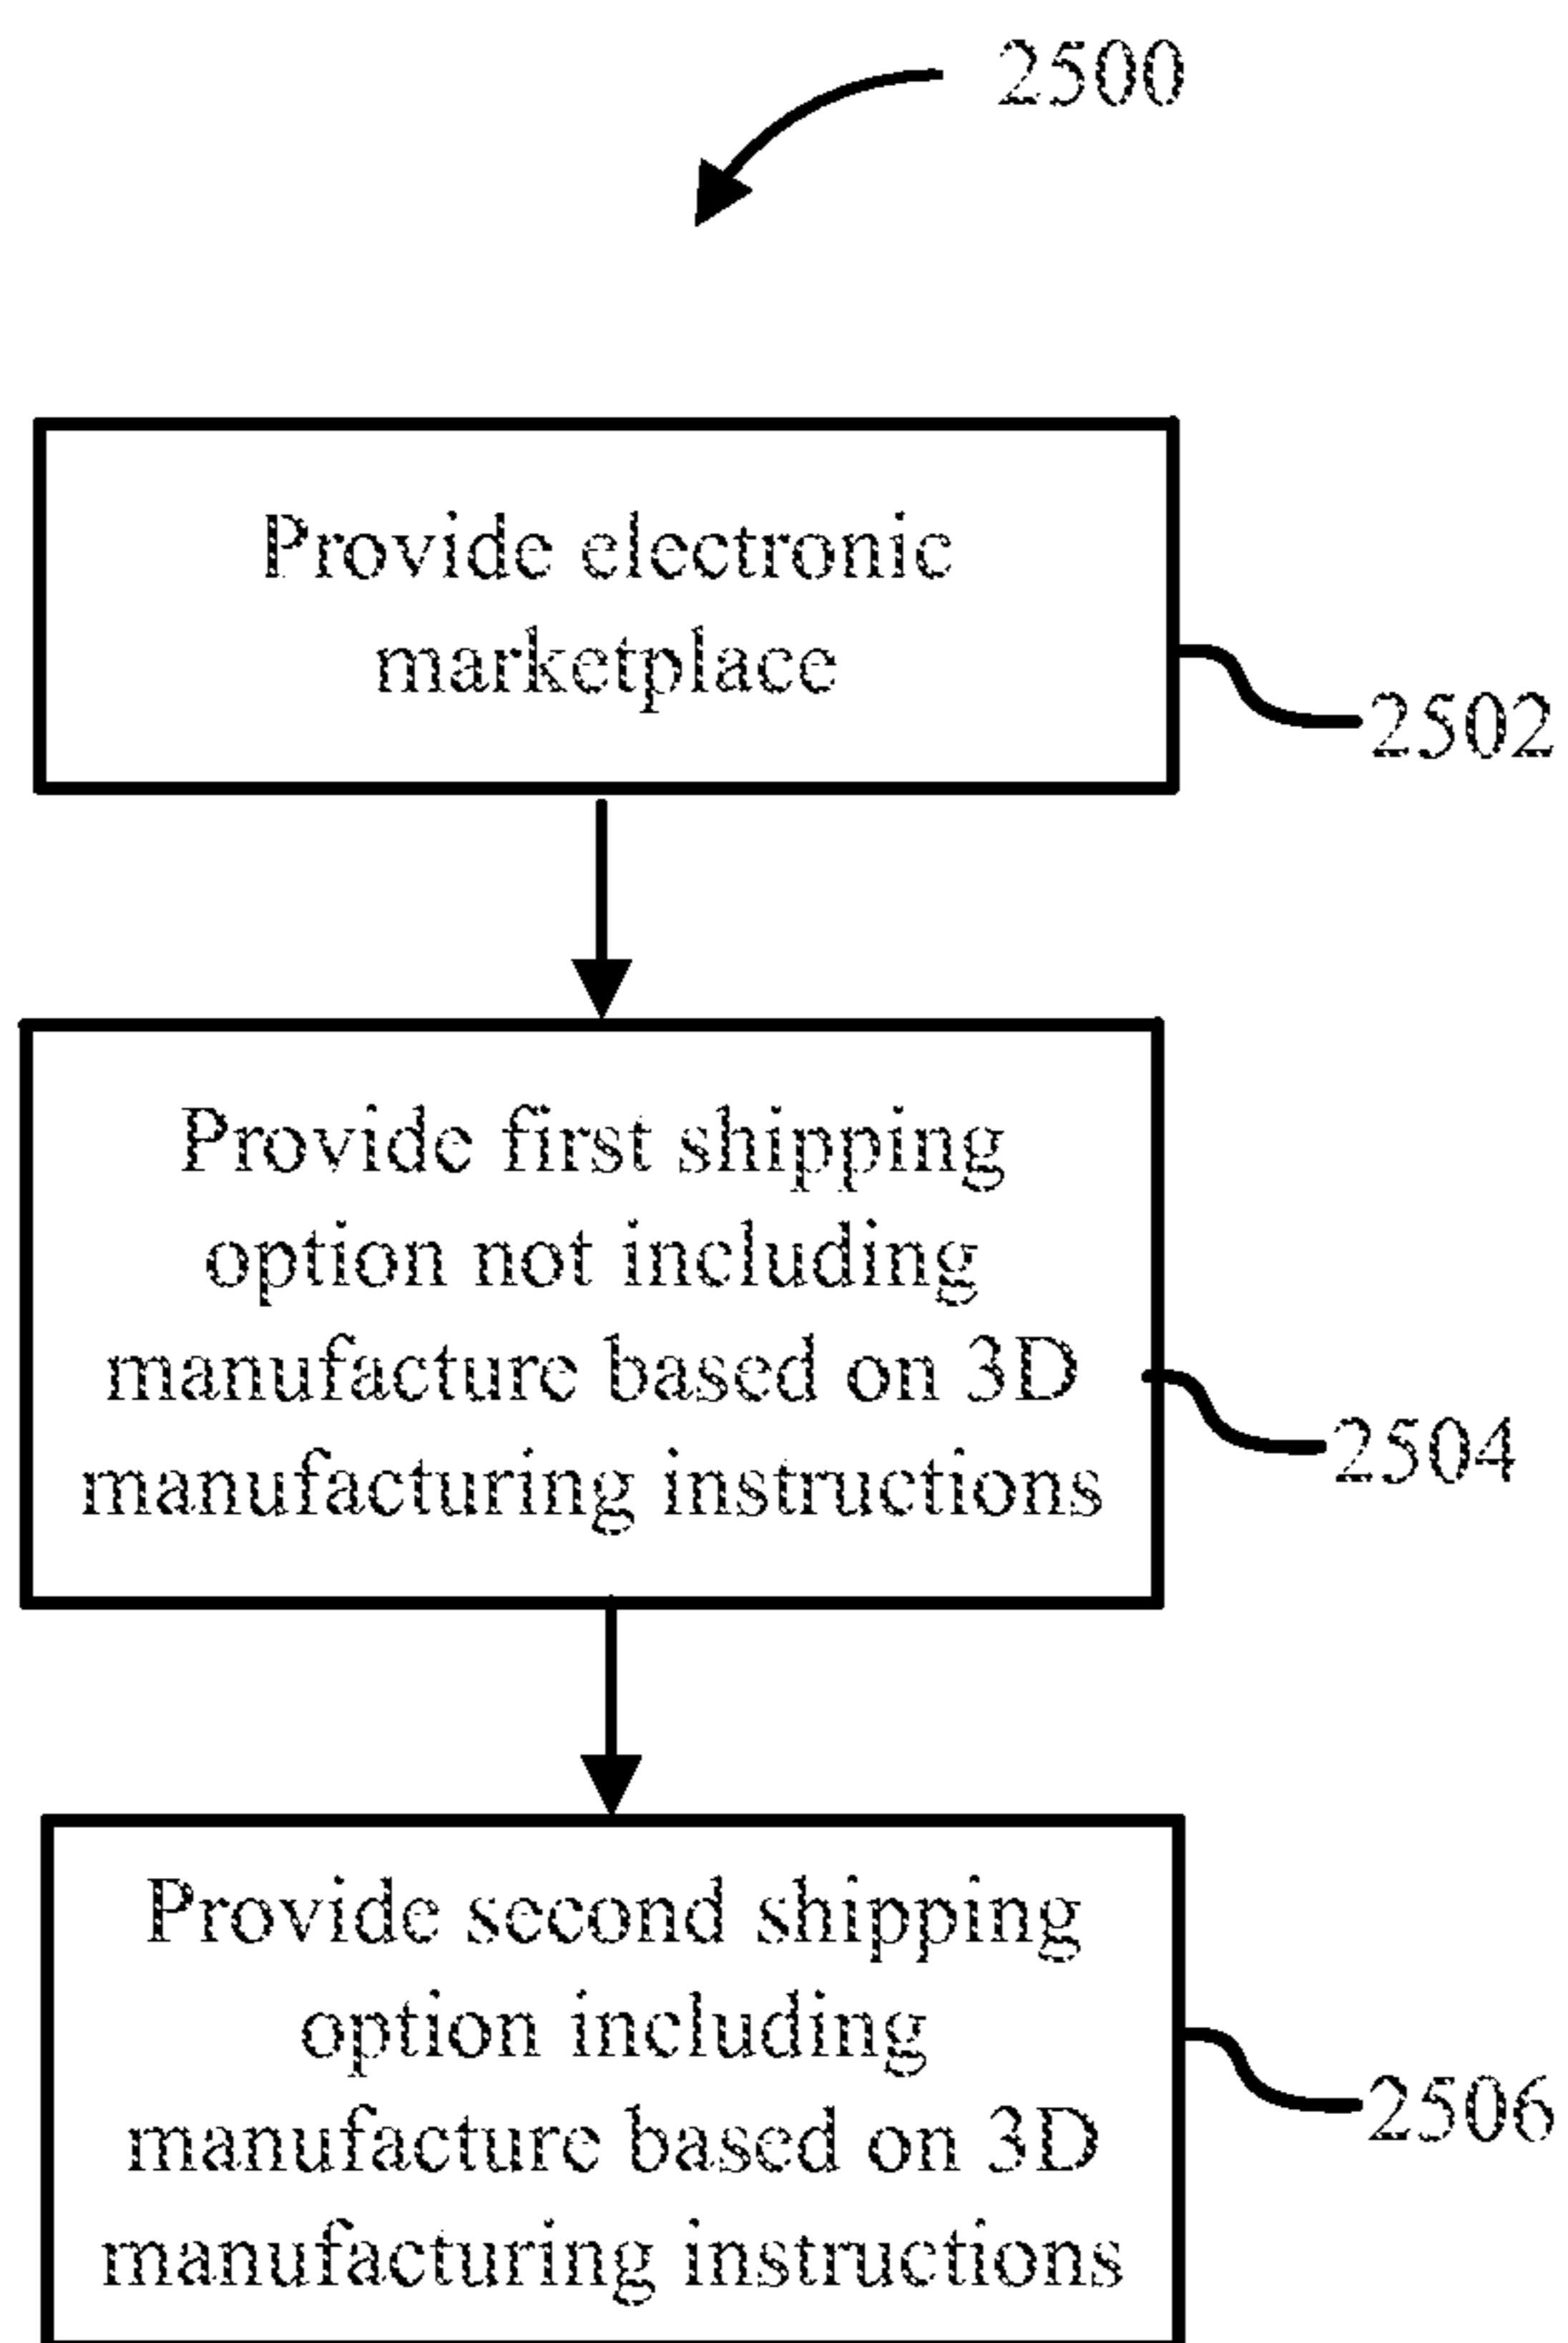 2500
Provide electronic
marketplace
2502
Provide first shipping
option not including
manufacture based on 3D
manufacturing instructions
2504
Provide second shipping
option including
manufacture based on 3D
manufacturing instructions
2506